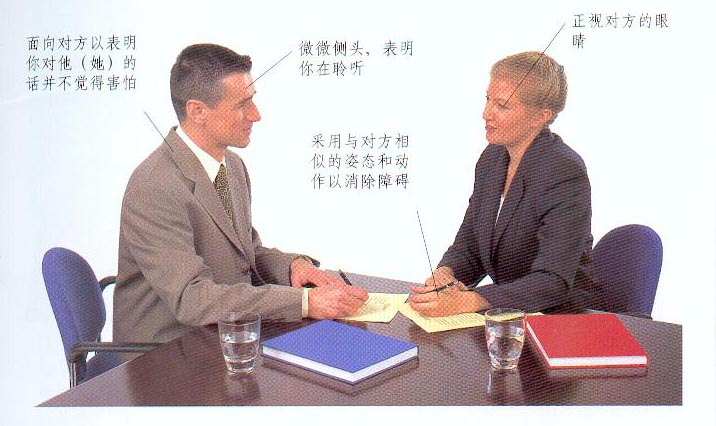 面向对方以表明
你对他（她）的
话并不觉得害怕
微微侧头、表明
你在聆听
正视对方的眼
睛
采用与对方相
似的姿态和动
作以消除障碍